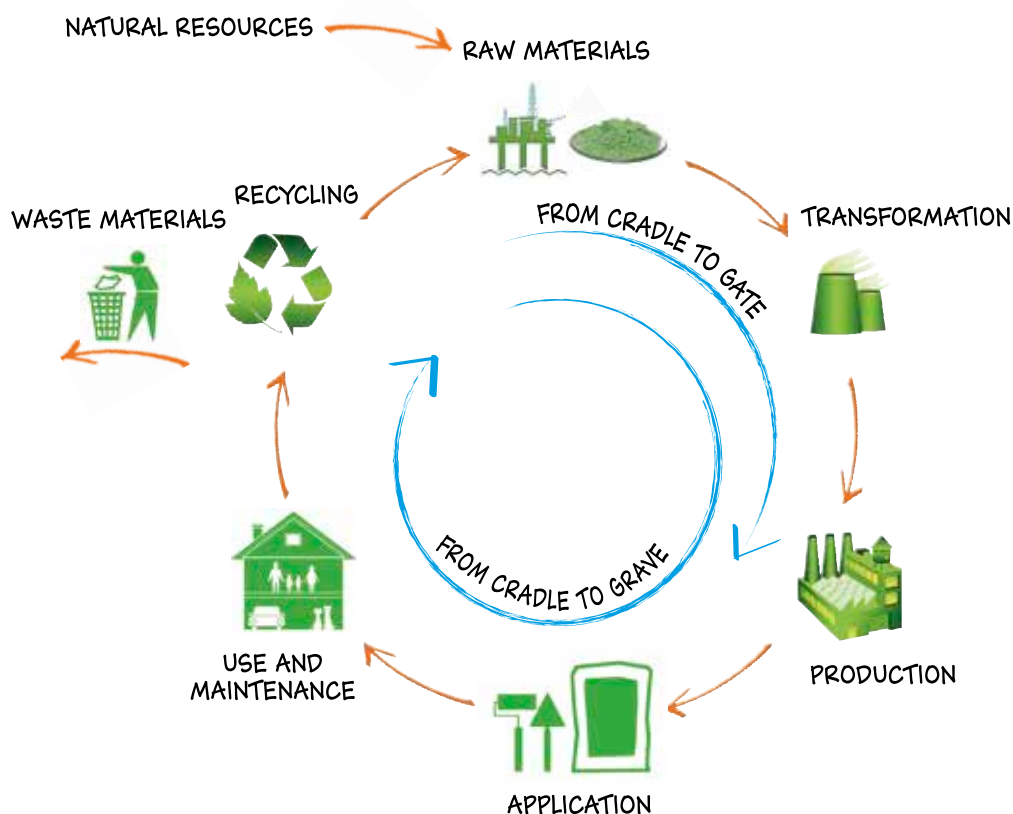 NATURAL RESOURCES
RAW MATERIALS
RECYCLING
WASTE MATERIALS
TRANSFORMATION
FROM CRADLE TO GATE
FROM CRADLE TO GRAVE
USE AND
MAINTENANCE
PRODUCTION
APPLICATION